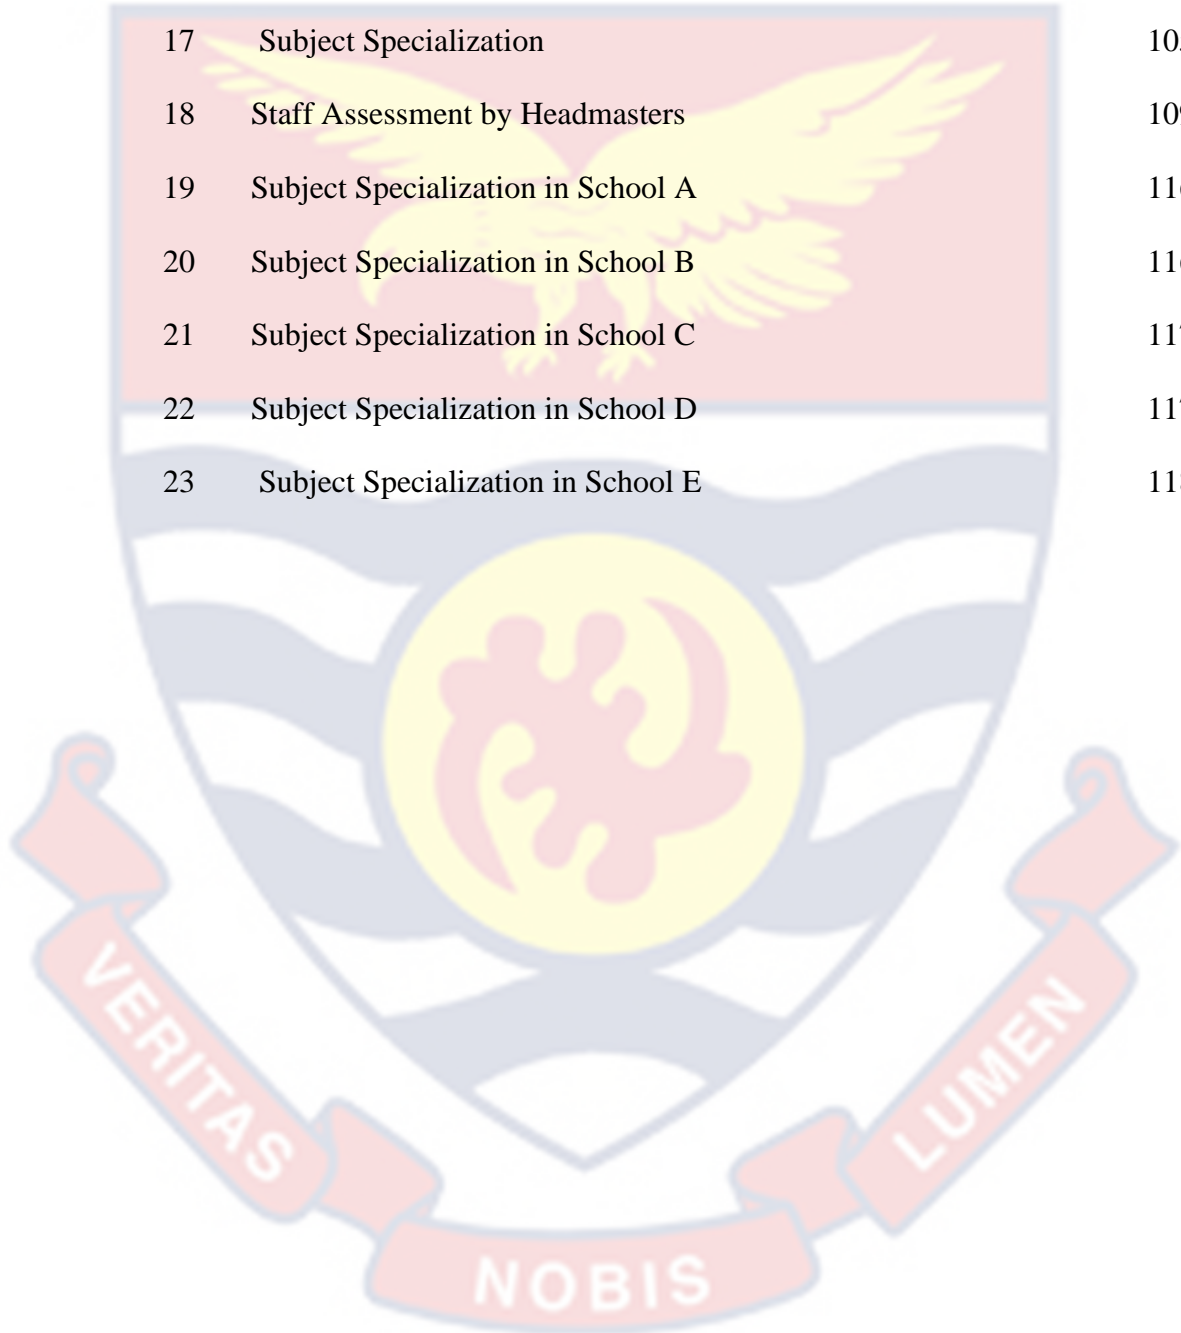 17 Subject Specialization 10
18 Staff Assessment by Headmasters 10
19 Subject Specialization in School A 11
20 Subject Specialization in School B 11
21 Subject Specialization in School C 11
22 Subject Specialization in School D 11
23 Subject Specialization in School E 11
VERITAS
NOBIS
LUMEN